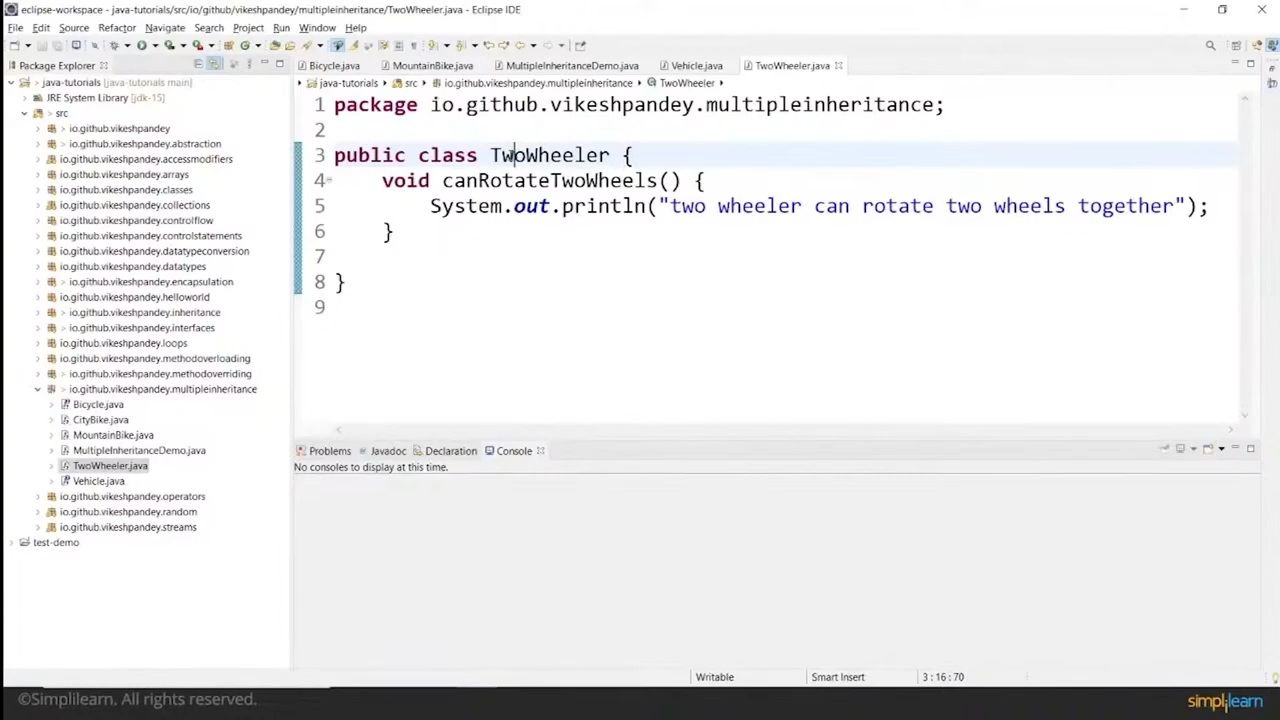 eclipse-workspace - java-tutorials/src/io/github/vikeshpandey/multipleinheritance/TwoWheeler.java - Eclipse IDE
File Edit Source Refactor Navigate Search Project Run Window Help
Package Explorer
java-tutorials [java-tutorials main]
JRE System Library [jdk-15]
src
> io.github.vikeshpandey
> io.github.vikeshpandey.abstraction
io.github.vikeshpandey.accessmodifiers
io.github.vikeshpandey.arrays
io.github.vikeshpandey.classes
io.github.vikeshpandey.collections
io.github.vikeshpandey.controlflow
io.github.vikeshpandey.controlstatements
io.github.vikeshpandey.datatypeconversion
io.github.vikeshpandey.datatypes
> io.github.vikeshpandey.encapsulation
io.github.vikeshpandey.helloworld
> io.github.vikeshpandey.inheritance
> io.github.vikeshpandey.interfaces
io.github.vikeshpandey.loops
io.github.vikeshpandey.methodoverloading
io.github.vikeshpandey.methodoverriding
> io.github.vikeshpandey.multipleinheritance
Bicycle.java
CityBike.java
MountainBike.java
MultipleInheritanceDemo.java
TwoWheeler.java
Vehicle.java
io.github.vikeshpandey.operators
io.github.vikeshpandey.random
io.github.vikeshpandey.streams
test-demo
Bicycle.java MountainBike.java MultipleInheritanceDemo.java Vehicle.java TwoWheeler.java
java-tutorials src io.github.vikeshpandey.multipleinheritance TwoWheeler
1 package io.github.vikeshpandey.multipleinheritance;
2
3 public class TwoWheeler {
4 void canRotateTwoWheels() {
5 System.out.println("two wheeler can rotate two wheels together");
6 }
7
8 }
9
Problems Javadoc Declaration Console
No consoles to display at this time.
Writable Smart Insert 3 : 16 : 70
©Simplilearn. All rights reserved.
simplilearn